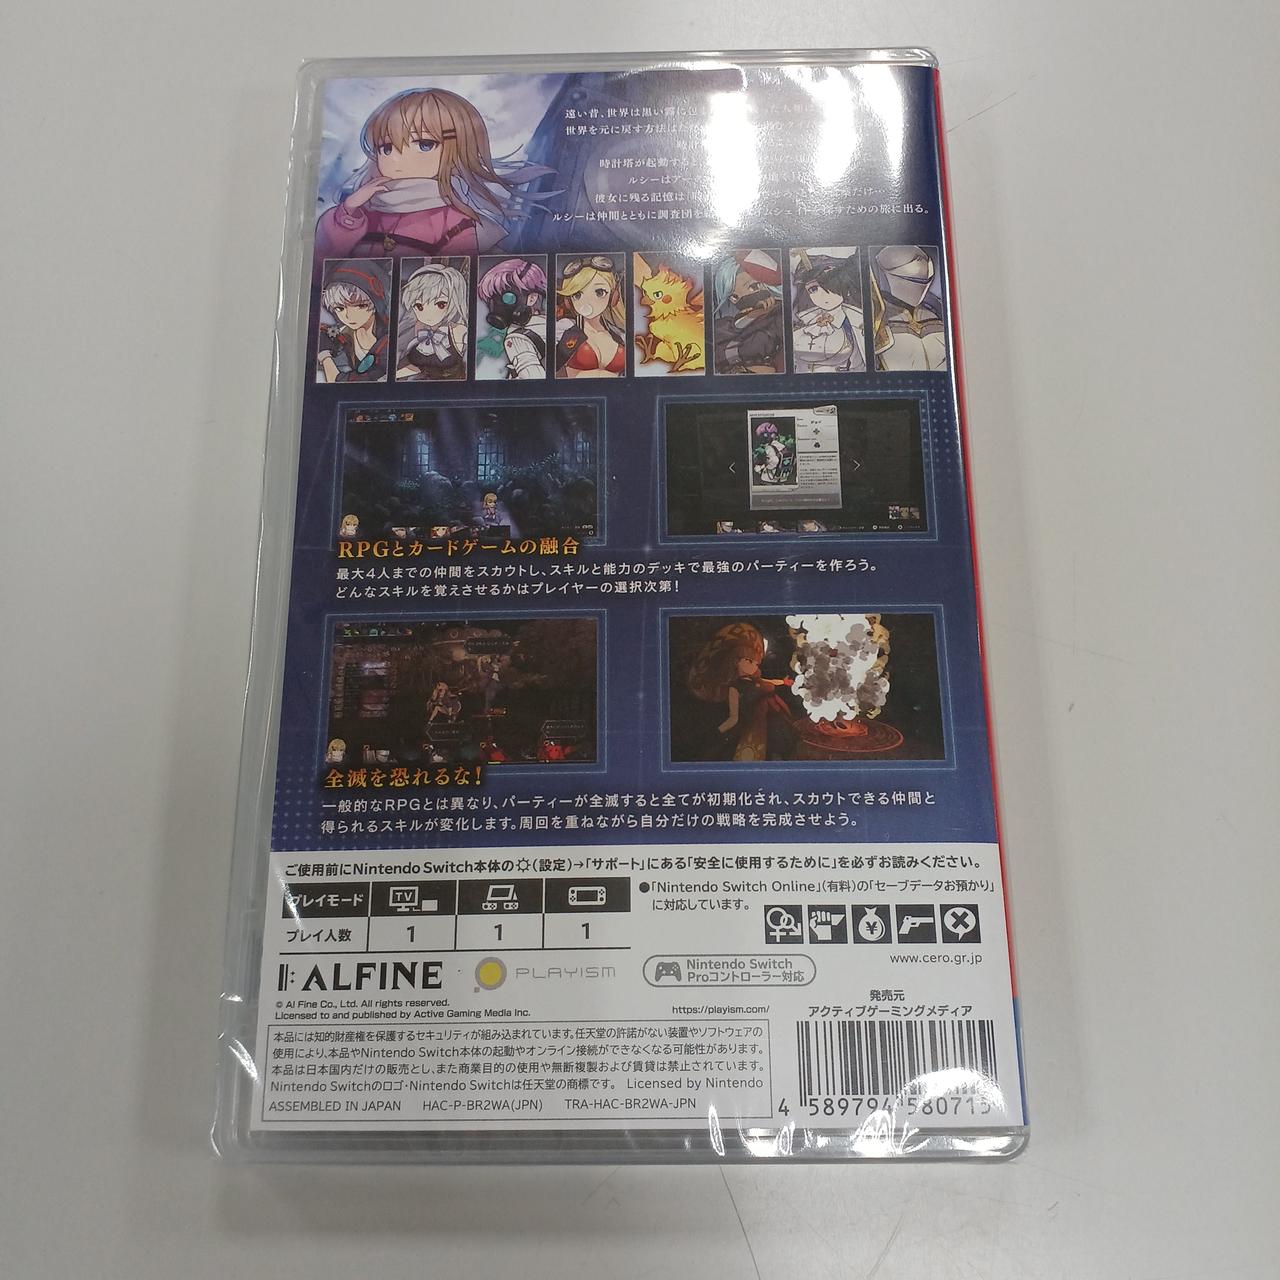 遠い昔、世界は黒い霧に
世界を元に戻す方法は
時計塔が起動すると
ルシーはアー
彼女に残る記憶は
だけ…
ルシーは仲間とともに調査団を
すための旅に出る。
RPGとカードゲームの融合
最大4人までの仲間をスカウトし、スキルと能力のデッキで最強のパーティーを作ろう。
どんなスキルを覚えさせるかはプレイヤーの選択次第!
全滅を恐れるな!
一般的なRPGとは異なり、パーティーが全滅すると全てが初期化され、スカウトできる仲間と
得られるスキルが変化します。周回を重ねながら自分だけの戦略を完成させよう。
ご使用前にNintendo Switch本体の(設定)→「サポート」にある「安全に使用するために」を必ずお読みください。
プレイモード TV
プレイ人数 1 1 1
●「Nintendo Switch Online」(有料)の「セーブデータお預かり」
に対応しています。
www.cero.gr.jp
ALFINE
PLAYISM
Nintendo Switch
Proコントローラー対応
© Al Fine Co., Ltd. All rights reserved.
Licensed to and published by Active Gaming Media Inc.
https://playism.com/
発売元
アクティブゲーミングメディア
本品には知的財産権を保護するセキュリティが組み込まれています。任天堂の許諾がない装置やソフトウェアの
使用により、本品やNintendo Switch本体の起動やオンライン接続ができなくなる可能性があります。
本品は日本国内だけの販売とし、また商業目的の使用や無断複製および賃貸は禁止されています。
Nintendo Switchのロゴ・Nintendo Switchは任天堂の商標です。 Licensed by Nintendo
ASSEMBLED IN JAPAN HAC-P-BR2WA(JPN) TRA-HAC-BR2WA-JPN
4 589794 580715